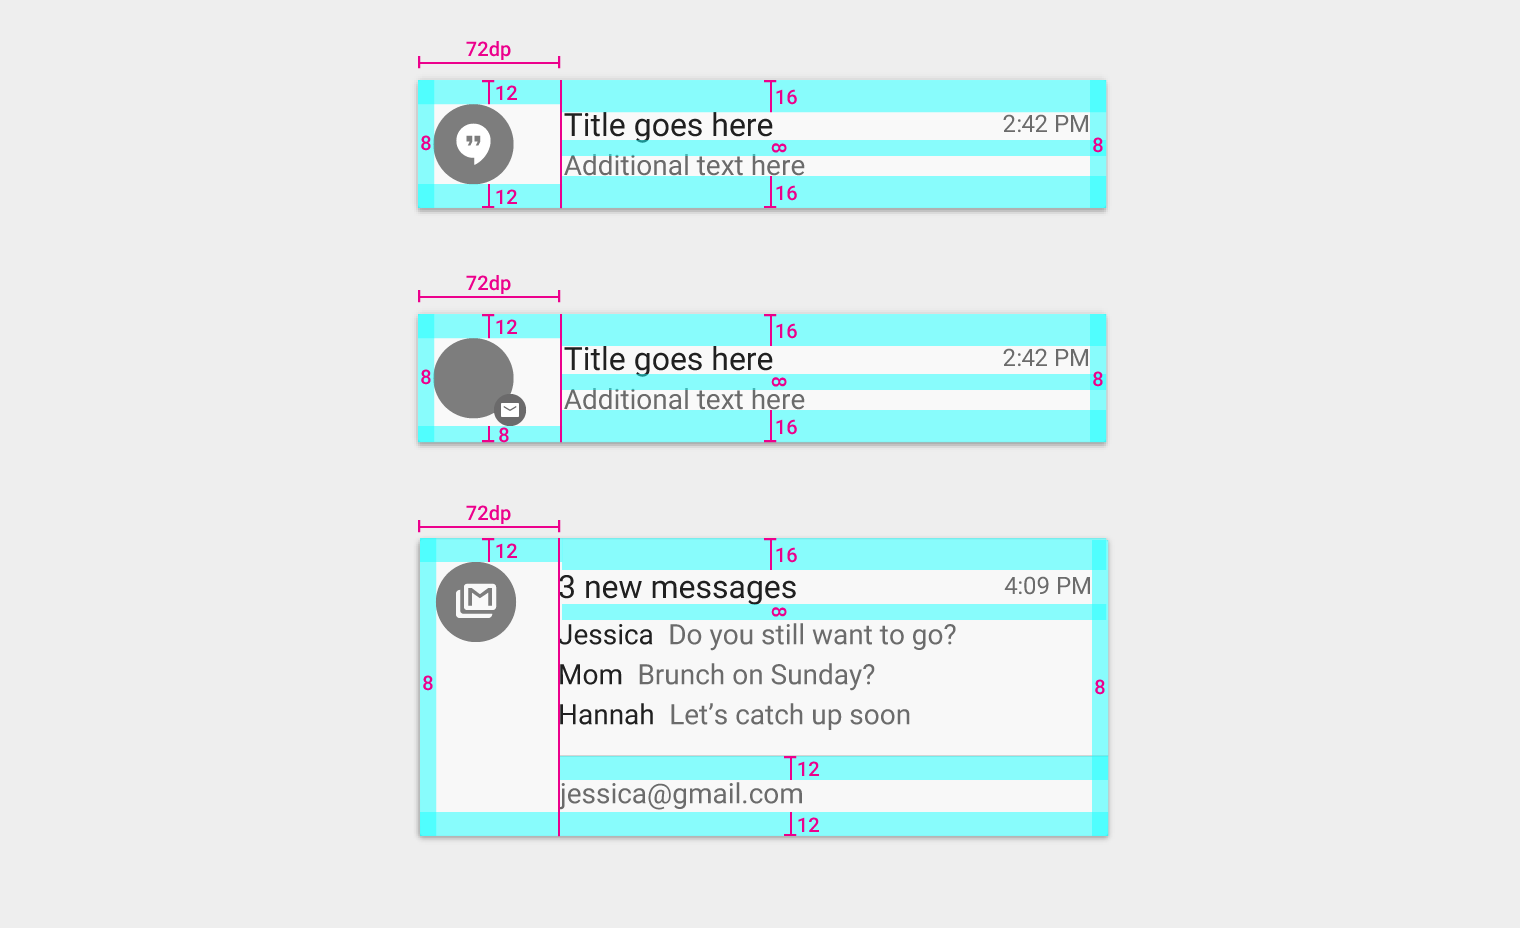 72dp
12
16
Title goes here
2:42 PM
8
8
8
Additional text here
12
16
72dp
12
16
Title goes here
2:42 PM
8
8
8
Additional text here
8
16
72dp
12
16
3 new messages
4:09 PM
8
Jessica Do you still want to go?
Mom Brunch on Sunday?
8
8
Hannah Let’s catch up soon
12
jessica@gmail.com
12